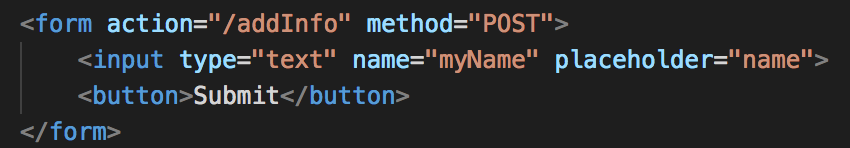 <form action="/addInfo" method="POST">
<input type="text" name="myName" placeholder="name">
<button>Submit</button>
</form>